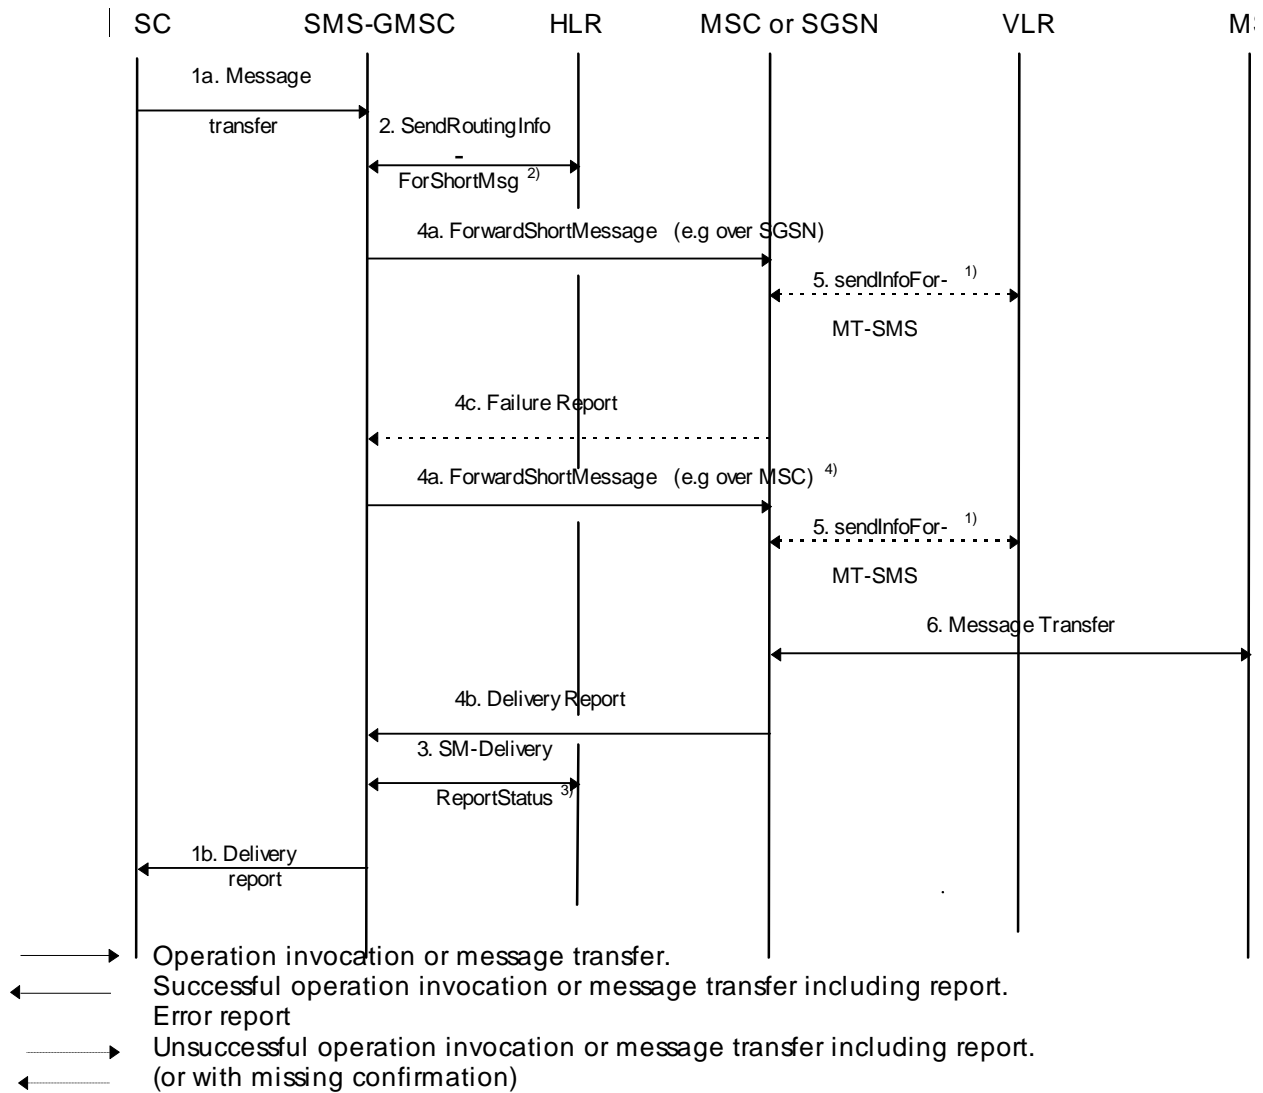 SC SMS-GMSC HLR MSC or SGSN VLR MS
1a. Message
transfer
2. SendRoutingInfo
-
ForShortMsg 2)
4a. ForwardShortMessage (e.g over SGSN)
5. sendInfoFor- 1)
MT-SMS
4c. Failure Report
4a. ForwardShortMessage (e.g over MSC) 4)
5. sendInfoFor- 1)
MT-SMS
6. Message Transfer
4b. Delivery Report
3. SM-Delivery
ReportStatus 3)
1b. Delivery
report
.
Operation invocation or message transfer.
Successful operation invocation or message transfer including report.
Error report
Unsuccessful operation invocation or message transfer including report.
(or with missing confirmation)